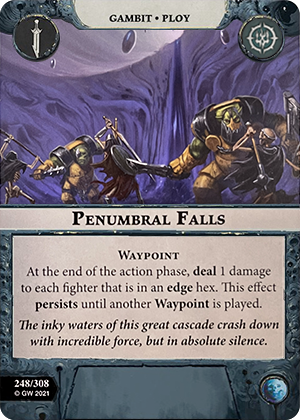 GAMBIT • PLOY
PENUMBRAL FALLS
WAYPOINT
At the end of the action phase, deal 1 damage
to each fighter that is in an edge hex. This effect
persists until another Waypoint is played.
The inky waters of this great cascade crash down
with incredible force, but in absolute silence.
248/308
© GW 2021